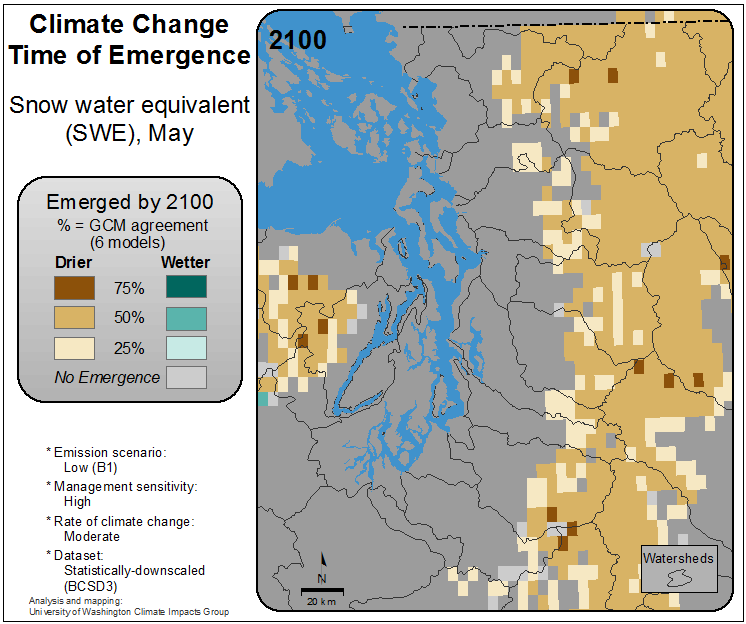 Climate Change
Time of Emergence
Snow water equivalent
(SWE), May
Emerged by 2100
% = GCM agreement
(6 models)
Drier Wetter
75%
50%
25%
No Emergence
* Emission scenario:
Low (B1)
* Management sensitivity:
High
* Rate of climate change:
Moderate
* Dataset:
Statistically-downscaled
(BCSD3)
Analysis and mapping:
University of Washington Climate Impacts Group
2100
N
20 km
Watersheds